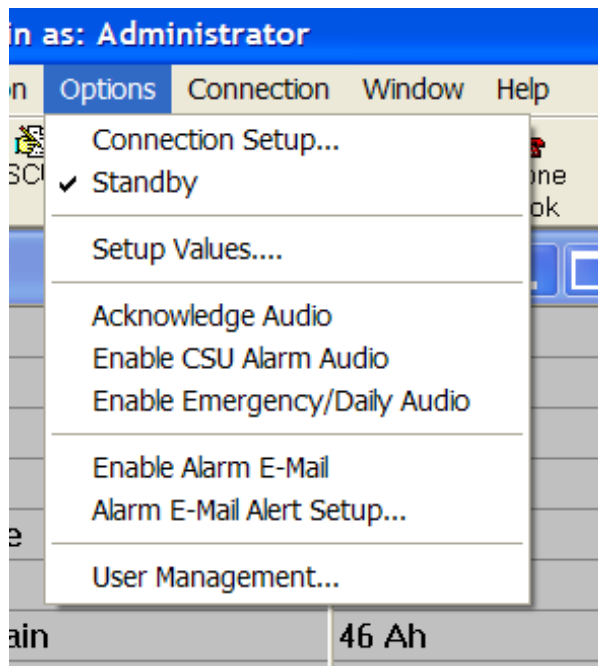 in as: Administrator
on Options Connection Window Help
Connection Setup...
Standby
Setup Values....
Acknowledge Audio
Enable CSU Alarm Audio
Enable Emergency/Daily Audio
Enable Alarm E-Mail
Alarm E-Mail Alert Setup...
User Management...
46 Ah